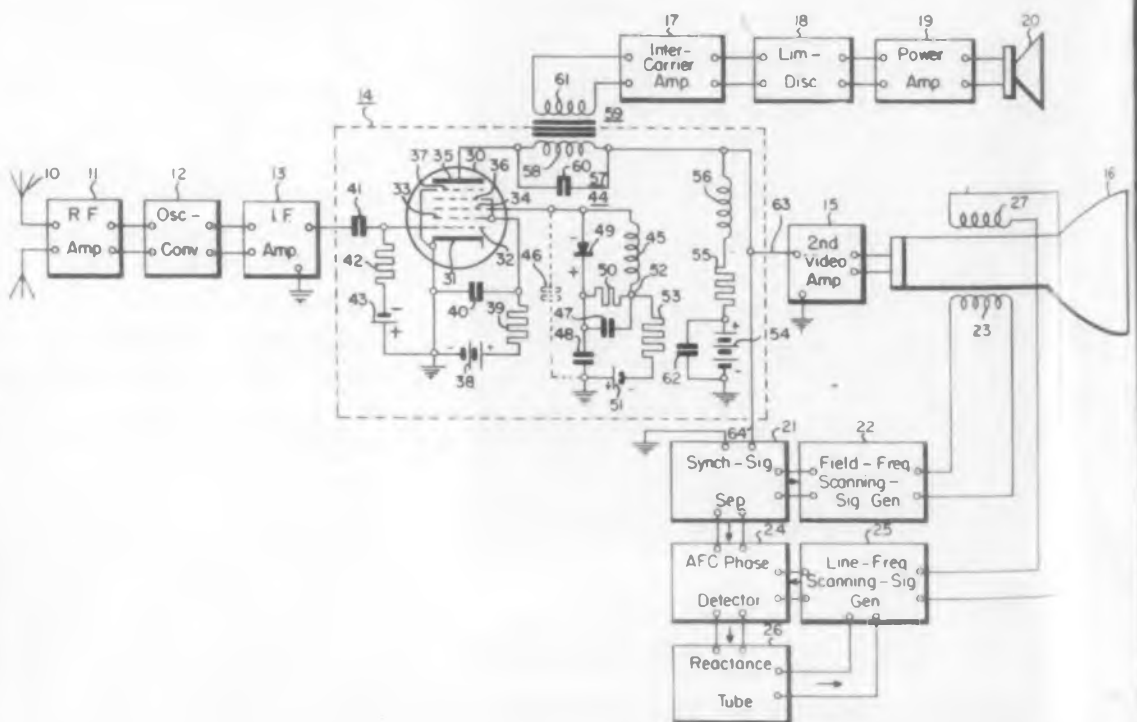 17
18
19
20
Inter-
Carrier
Amp.
Lim-
Disc
Power
Amp
61
59
14
10
11
12
13
RF
Amp
Osc-
Conv
I.F
Amp.
41
37
35
30
36
58
60
57
44
33
34
42
43
31
32
40
39
38
46
49
45
50
52
47
48
53
51
56
55
54
62
63
15
2nd
Video
Amp
16
27
23
64
21
Synch-Sig
Sep
22
Field-Freq
Scanning-
Sig Gen
24
AFC Phase
Detector
25
Line-Freq
Scanning-Sig
Gen
26
Reactance
Tube